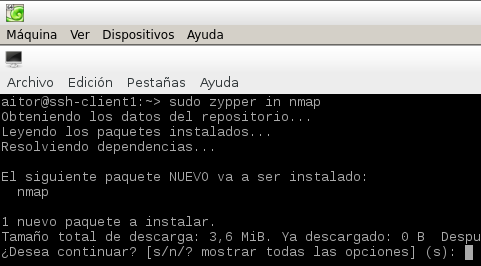 Máquina Ver Dispositivos Ayuda
Archivo Edición Pestañas Ayuda
aitor@ssh-client1:~> sudo zypper in nmap
Obteniendo los datos del repositorio...
Leyendo los paquetes instalados...
Resolviendo dependencias...
El siguiente paquete NUEVO va a ser instalado:
nmap
1 nuevo paquete a instalar.
Tamaño total de descarga: 3,6 MiB. Ya descargado: 0 B  Despu
¿Desea continuar? [s/n/? mostrar todas las opciones] (s):